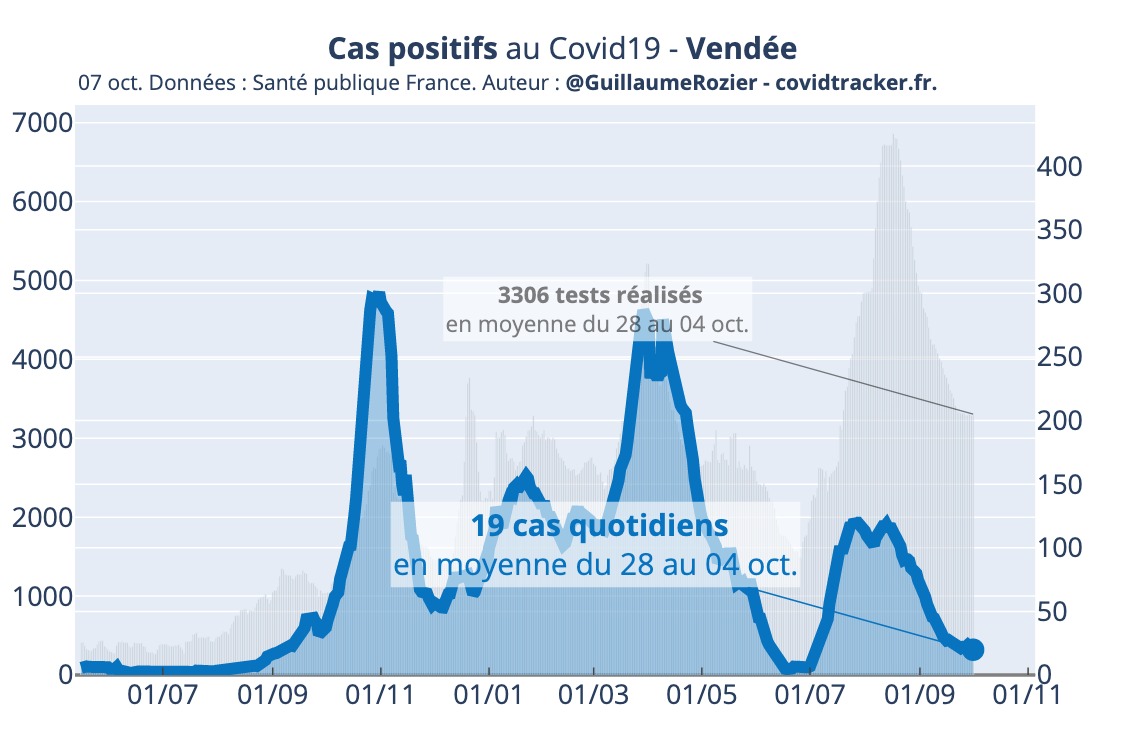 Cas positifs au Covid19 - Vendée
07 oct. Données : Santé publique France. Auteur : @GuillaumeRozier - covidtracker.fr.
7000
6000
5000
4000
3000
2000
1000
0
400
350
300
250
200
150
100
50
0
3306 tests réalisés
en moyenne du 28 au 04 oct.
19 cas quotidiens
en moyenne du 28 au 04 oct.
01/07 01/09 01/11 01/01 01/03 01/05 01/07 01/09 01/11